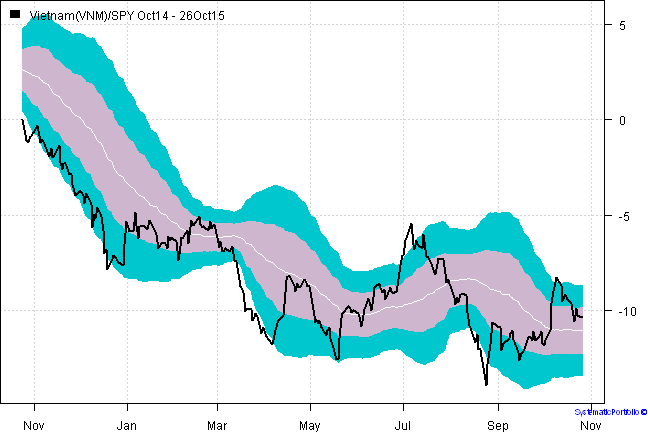 Vietnam(VNM)/SPY Oct14 - 26Oct15
5
0
-5
-10
Nov Jan Mar May Jul Sep Nov
SystematicPortfolio ©